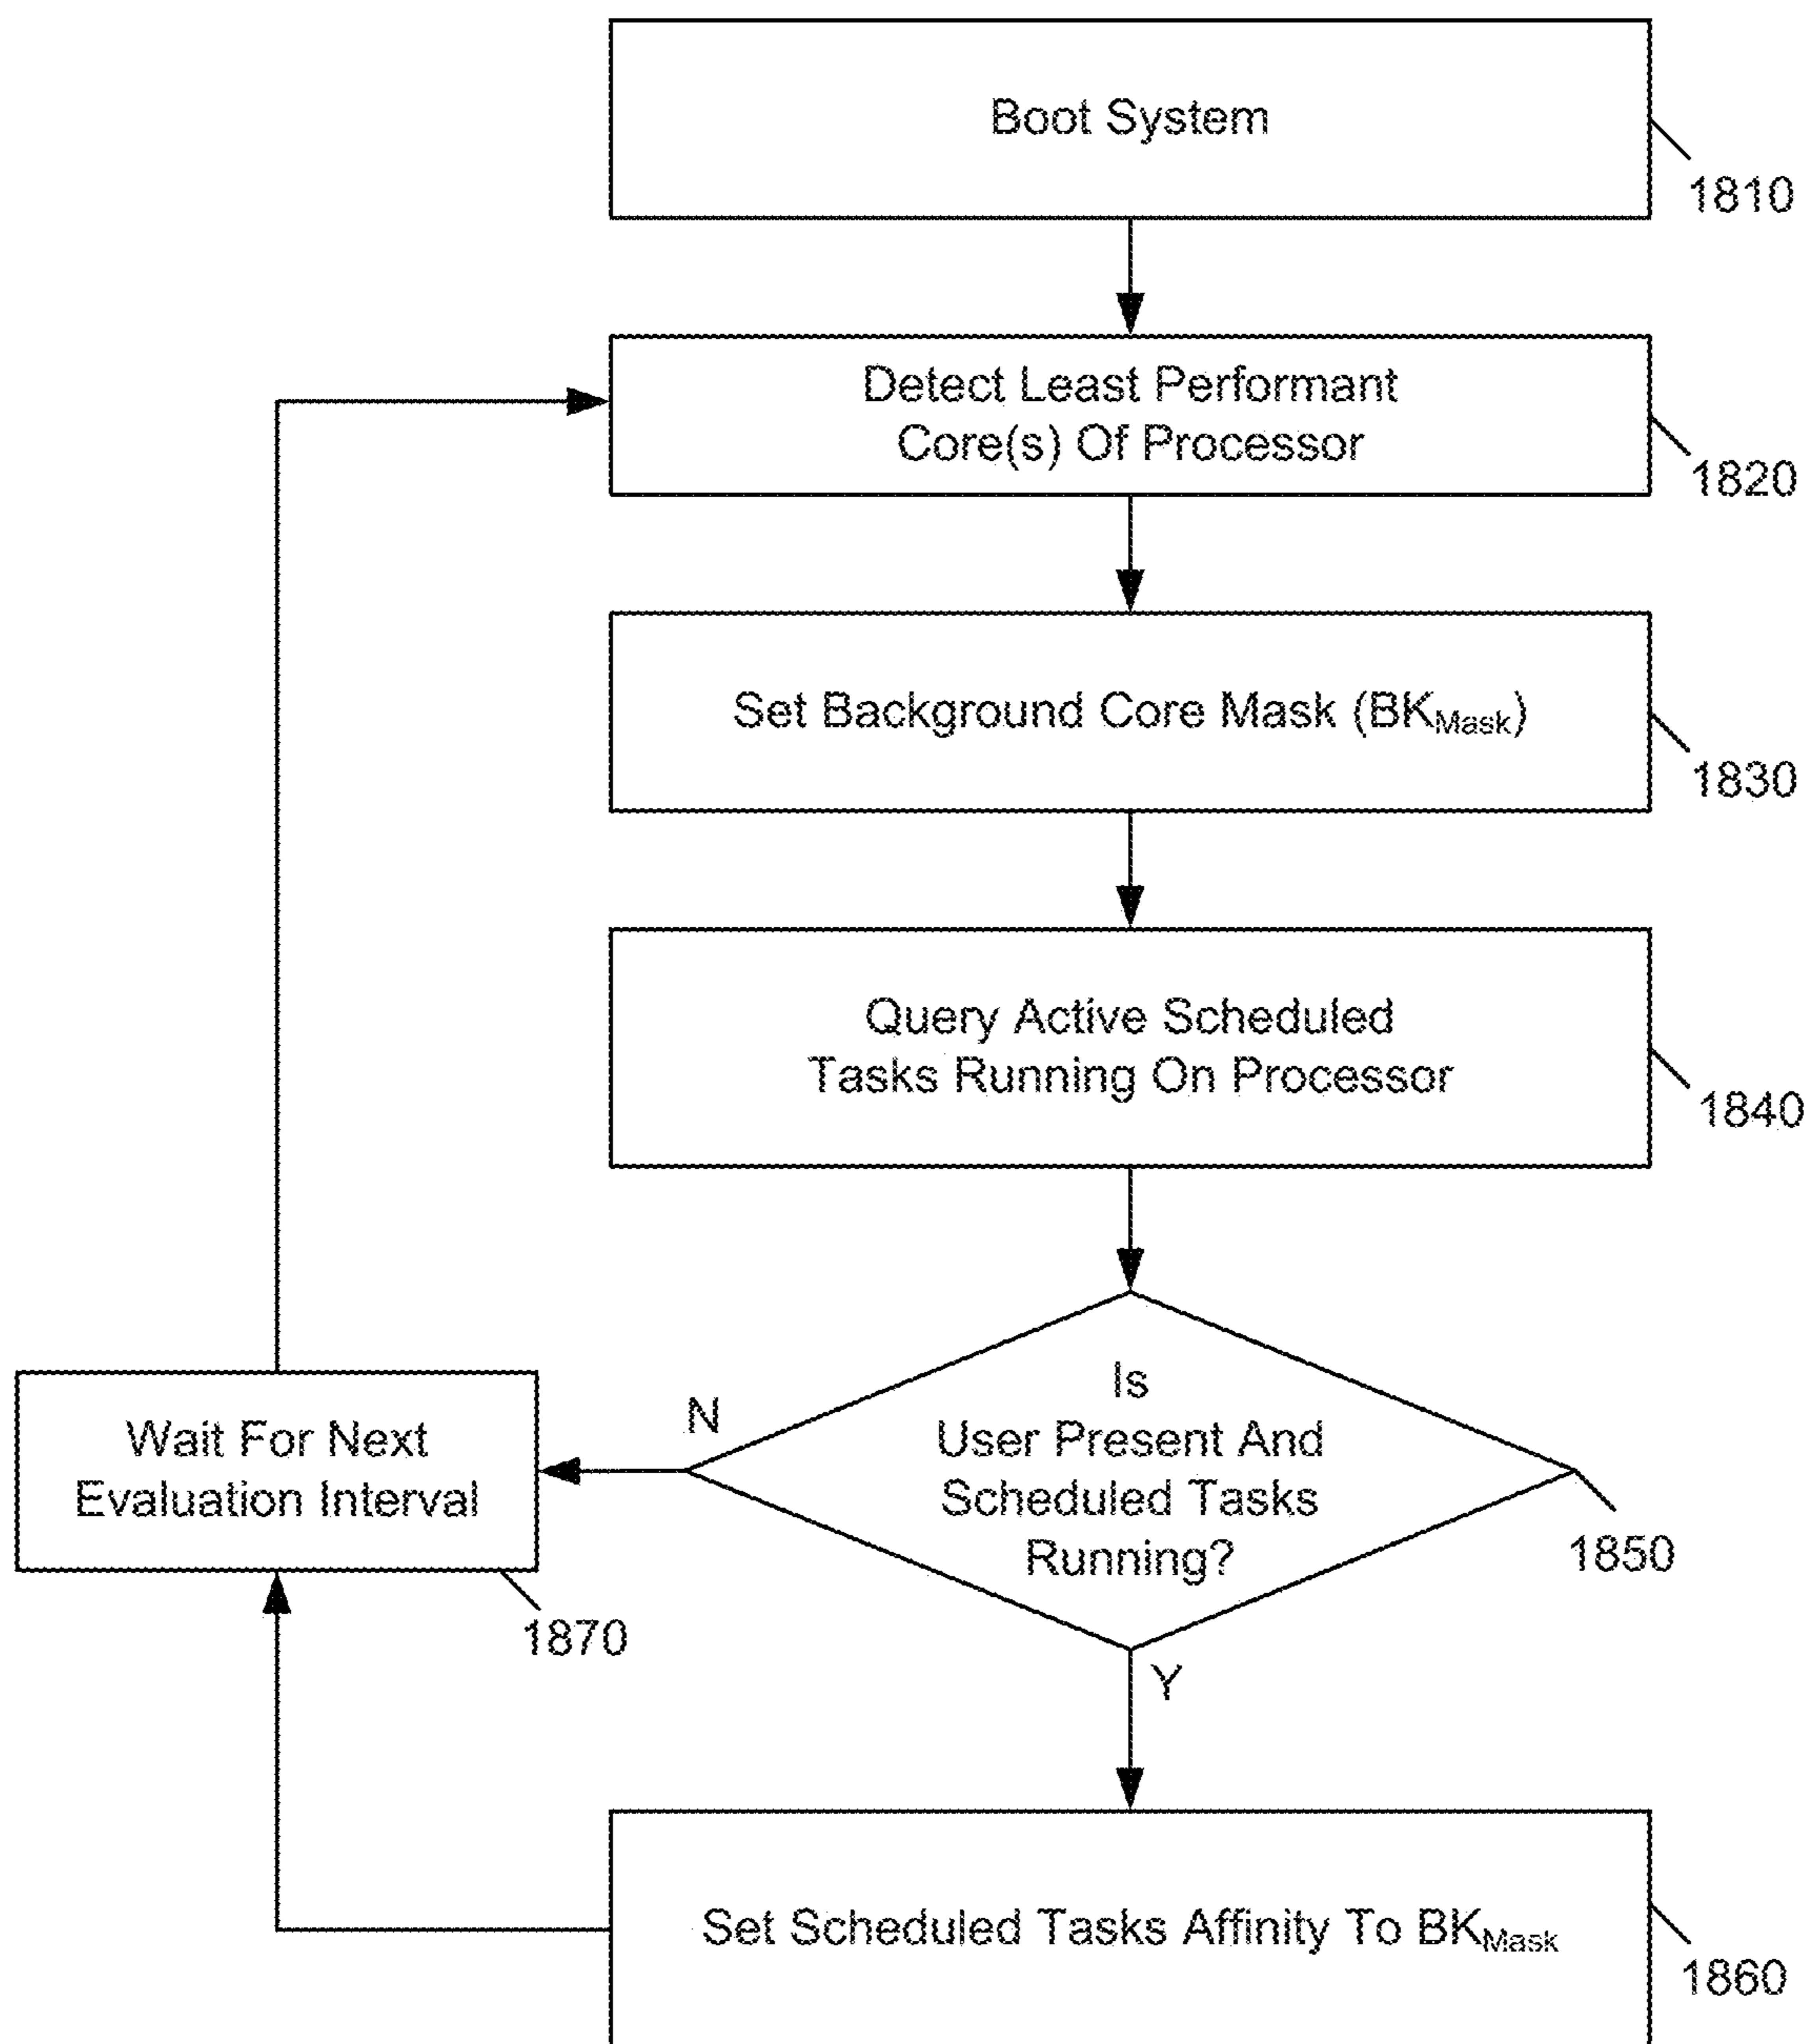 Boot System
1810
Detect Least Performant
Core(s) Of Processor
1820
Set Background Core Mask (BKMask)
1830
Query Active Scheduled
Tasks Running On Processor
1840
Is
User Present And
Scheduled Tasks
Running?
1850
N
Wait For Next
Evaluation Interval
1870
Y
Set Scheduled Tasks Affinity To BKMask
1860